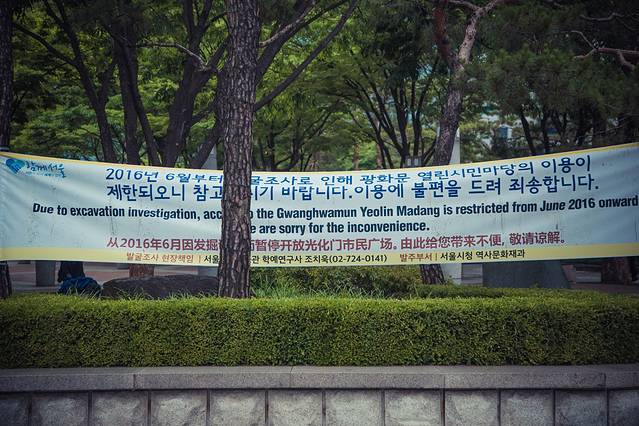 함께서울
2016년 6월부터 굴조사로 인해 광화문 열린시민마당의 이용이
제한되오니 참고 기 바랍니다. 이용에 불편을 드려 죄송합니다.
Due to excavation investigation, acc to the Gwanghwamun Yeolin Madang is restricted from June 2016 onward
e are sorry for the inconvenience.
从2016年6月因发掘 暂停开放光化门市民广场。由此给您带来不便, 敬请谅解。
발굴조사 현장책임 | 서울 관 학예연구사 조치욱(02-724-0141) 발주부서 | 서울시청 역사문화재과